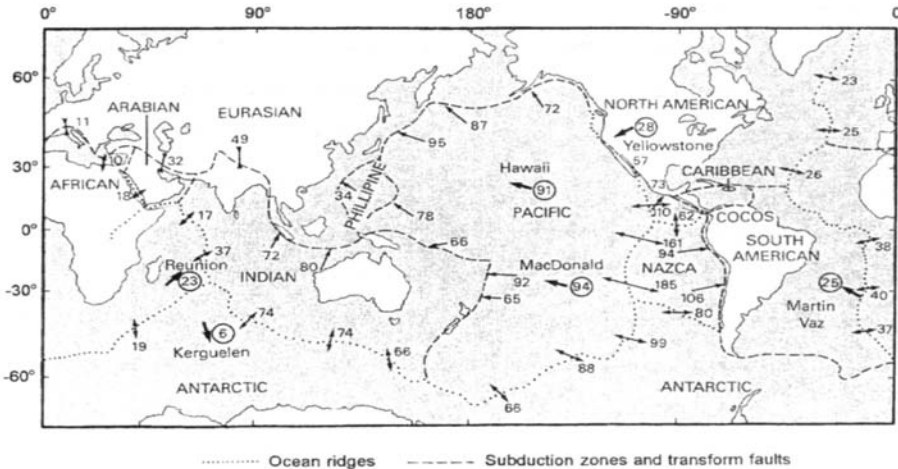 0° 90° 180° -90° 0
60°
23
ARABIAN EURASIAN
72 NORTH AMERICAN
11
49
87
28
25
95
Yellowstone
30°
10 32
57
AFRICAN
CARIBBEAN
Hawaii
26
18
34
PHILLIPINE
91
73
17
78
PACIFIC
110 62 COCOS
0°
37
66
161
SOUTH
AMERICAN
38
72
94
Reunion
INDIAN 80
MacDonald NAZCA
23
92
94
185
25
-30°
65
106
40
74
80
Martin
Vaz
6
74
37
19
99
Kerguelen
66
88
-60°
ANTARCTIC
66
ANTARCTIC
Ocean ridges Subduction zones and transform faults